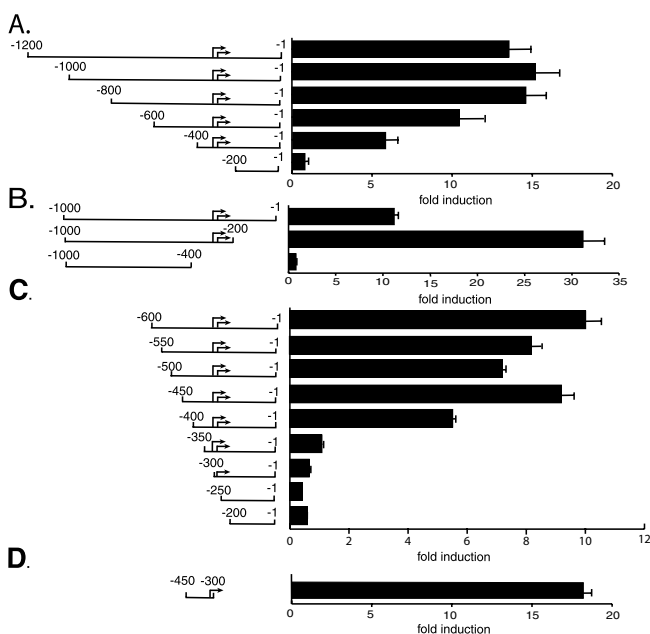 A.
-1200 -1
-1000 -1
-800 -1
-600 -1
-400 -1
-200 -1
0 5 10 15 20
fold induction
B.
-1000 -1
-1000 -200
-1000 -400
0 5 10 15 20 25 30 35
fold induction
C.
-600 -1
-550 -1
-500 -1
-450 -1
-400 -1
-350 -1
-300 -1
-250 -1
-200 -1
0 2 4 6 8 10 12
fold induction
D.
-450 -300
0 5 10 15 20
fold induction